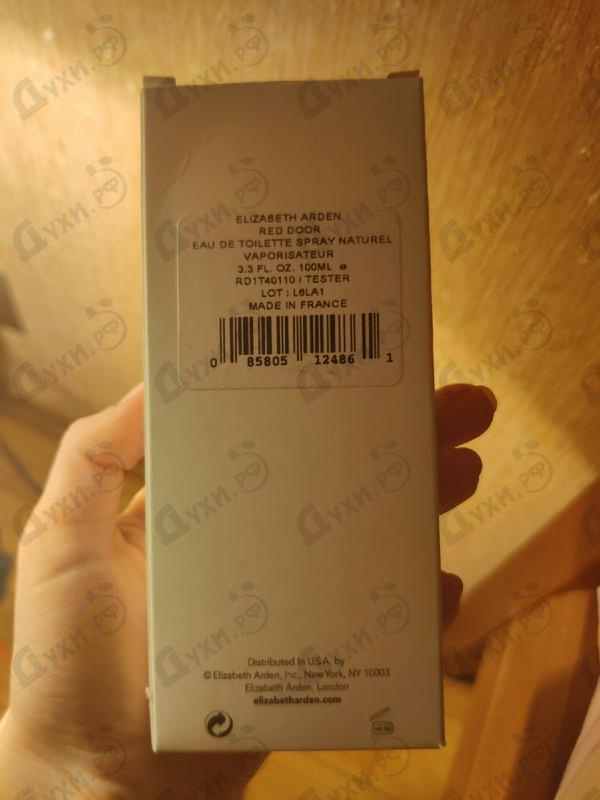 ELIZABETH ARDEN
RED DOOR
EAU DE TOILETTE SPRAY NATUREL
VAPORISATEUR
3.3 FL. OZ. 100ML ℮
RD1T40110 / TESTER
LOT : L6LA1
MADE IN FRANCE
0 85805 12486 1
Distributed In U.S.A. by
© Elizabeth Arden, Inc., New York, NY 10003
Elizabeth Arden, London
elizabetharden.com
Духи.рф